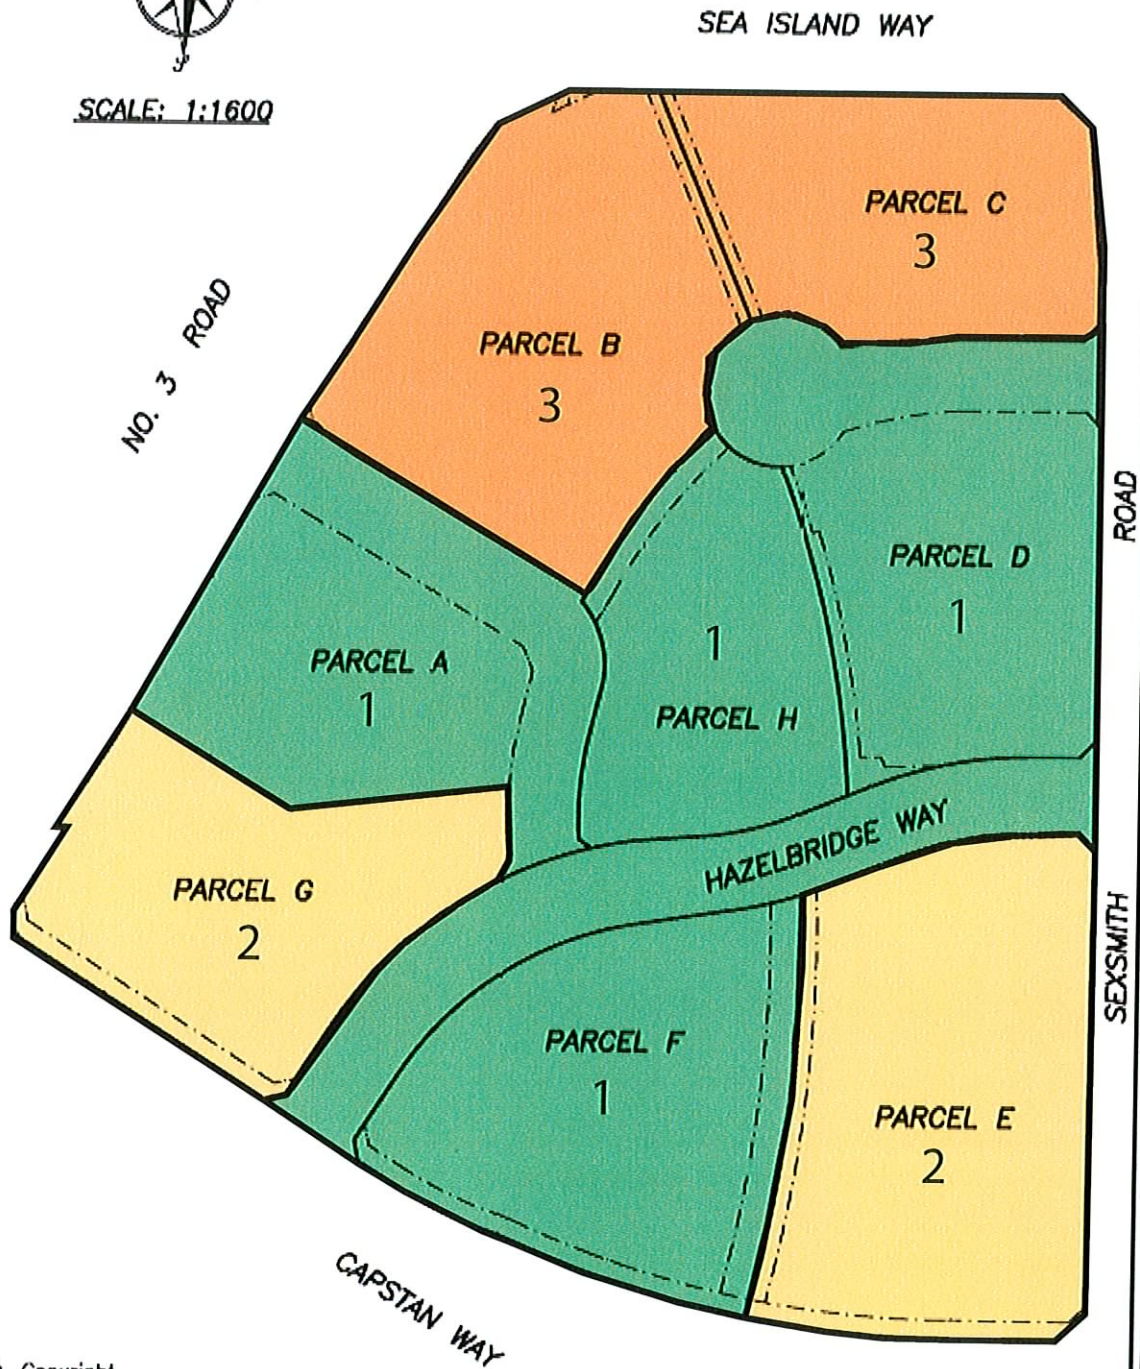 SEA ISLAND WAY
S
SCALE: 1:1600
PARCEL C
3
NO. 3 ROAD
PARCEL B
3
ROAD
PARCEL D
1
PARCEL A
1
1
PARCEL H
HAZELBRIDGE WAY
PARCEL G
2
SEXSMITH
PARCEL F
1
PARCEL E
2
CAPSTAN WAY
Copyright